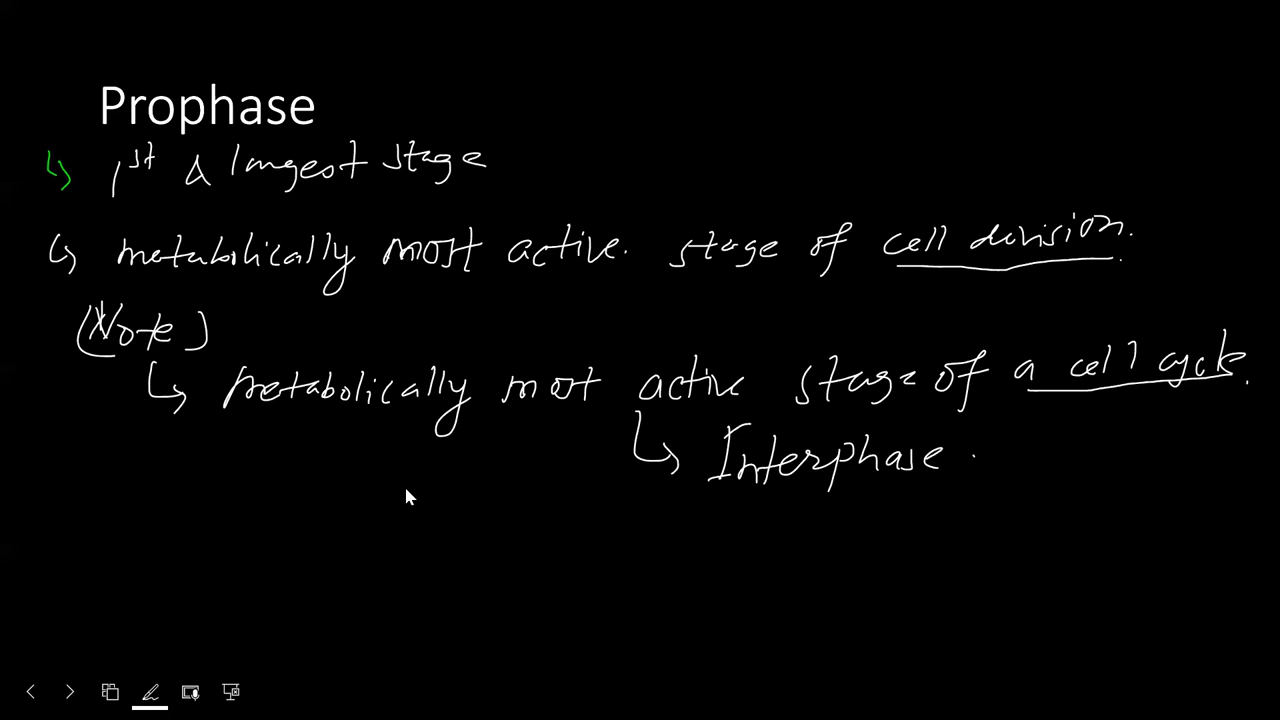 Prophase
↳ 1st & longest stage
↳ metabolically most active. stage of cell division.
(Note)
↳ metabolically most active stage of a cell cycle.
↳ Interphase.